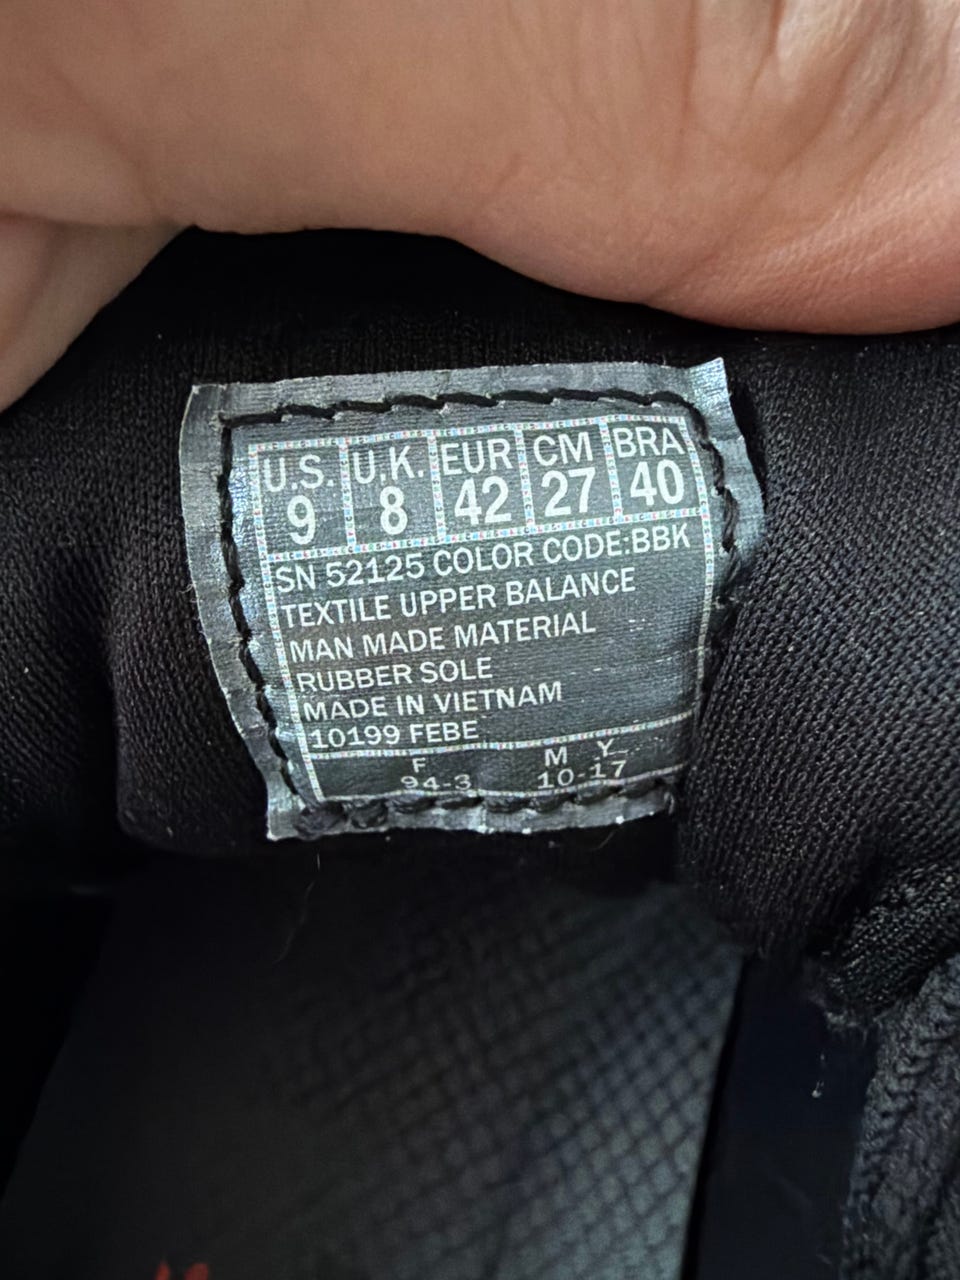 U.S. U.K. EUR CM BRA
9 8 42 27 40
SN 52125 COLOR CODE:BBK
TEXTILE UPPER BALANCE
MAN MADE MATERIAL
RUBBER SOLE
MADE IN VIETNAM
10199 FEBE
F M Y
94-3 10-17